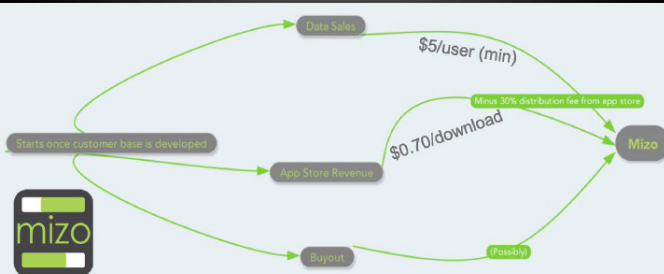 Data Sales
$5/user (min)
Minus 30% distribution fee from app store
Starts once customer base is developed
$0.70/download
Mizo
App Store Revenue
mizo
(Possibly)
Buyout